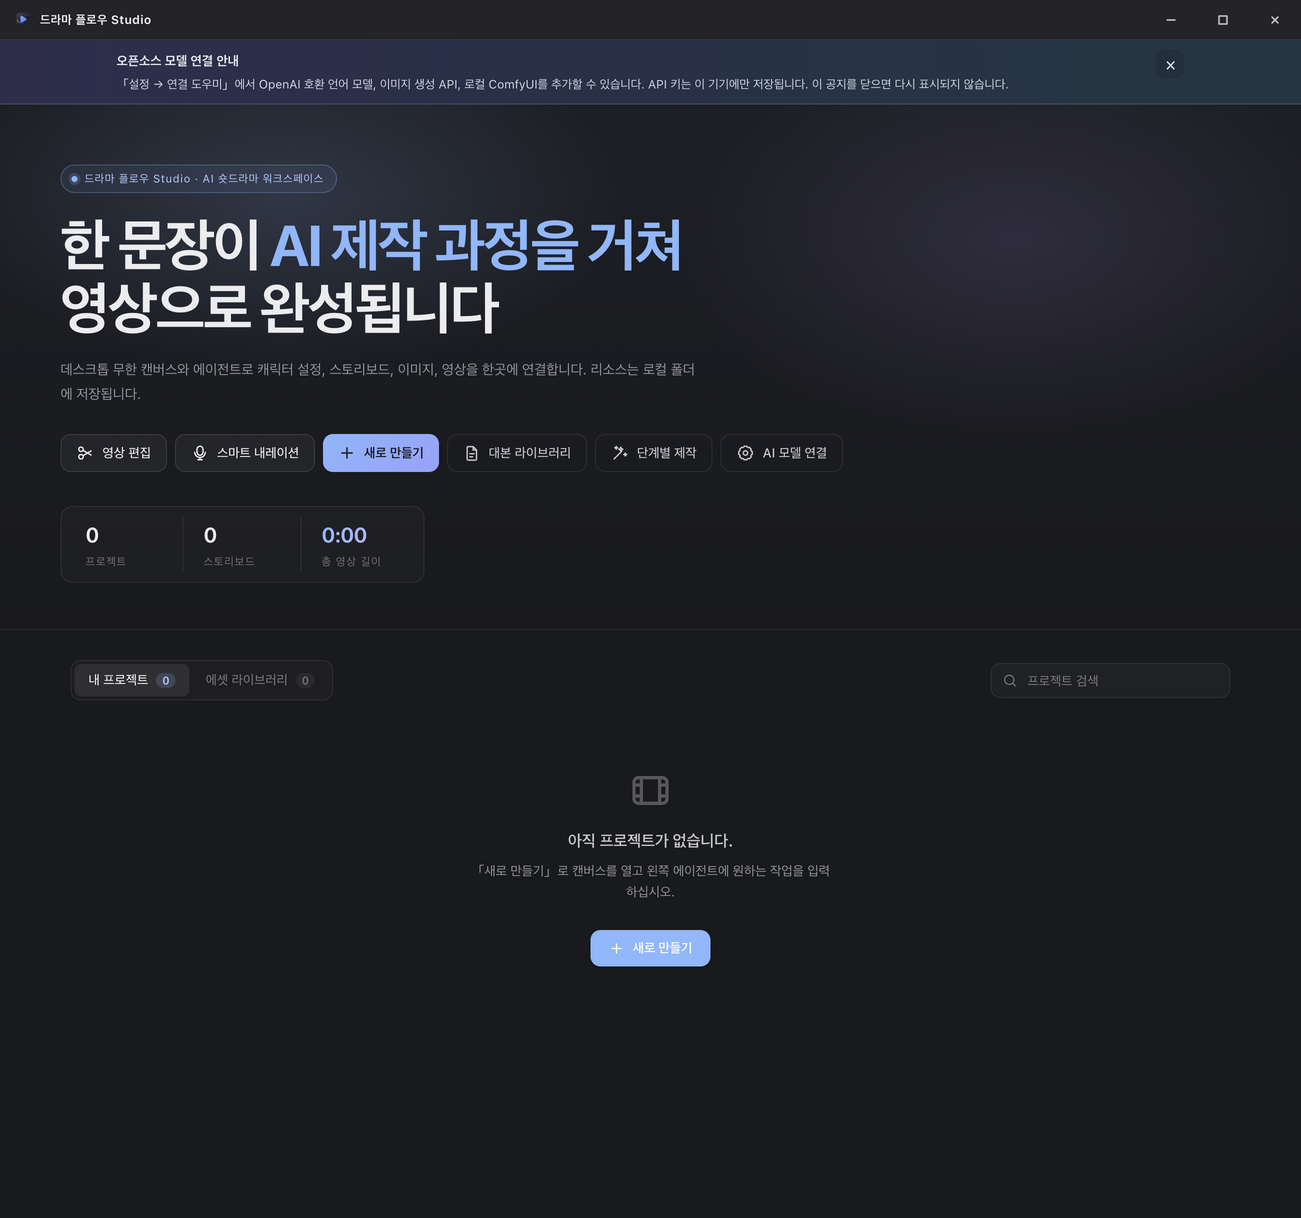 드라마 플로우 Studio
오픈소스 모델 연결 안내
「설정 → 연결 도우미」에서 OpenAI 호환 언어 모델, 이미지 생성 API, 로컬 ComfyUI를 추가할 수 있습니다. API 키는 이 기기에만 저장됩니다. 이 공지를 닫으면 다시 표시되지 않습니다.
드라마 플로우 Studio · AI 숏드라마 워크스페이스
한 문장이 AI 제작 과정을 거쳐
영상으로 완성됩니다
데스크톱 무한 캔버스와 에이전트로 캐릭터 설정, 스토리보드, 이미지, 영상을 한곳에 연결합니다. 리소스는 로컬 폴더
에 저장됩니다.
영상 편집 스마트 내레이션 새로 만들기 대본 라이브러리 단계별 제작 AI 모델 연결
0 0 0:00
프로젝트 스토리보드 총 영상 길이
내 프로젝트 0 에셋 라이브러리 0 프로젝트 검색
아직 프로젝트가 없습니다.
「새로 만들기」로 캔버스를 열고 왼쪽 에이전트에 원하는 작업을 입력
하십시오.
새로 만들기